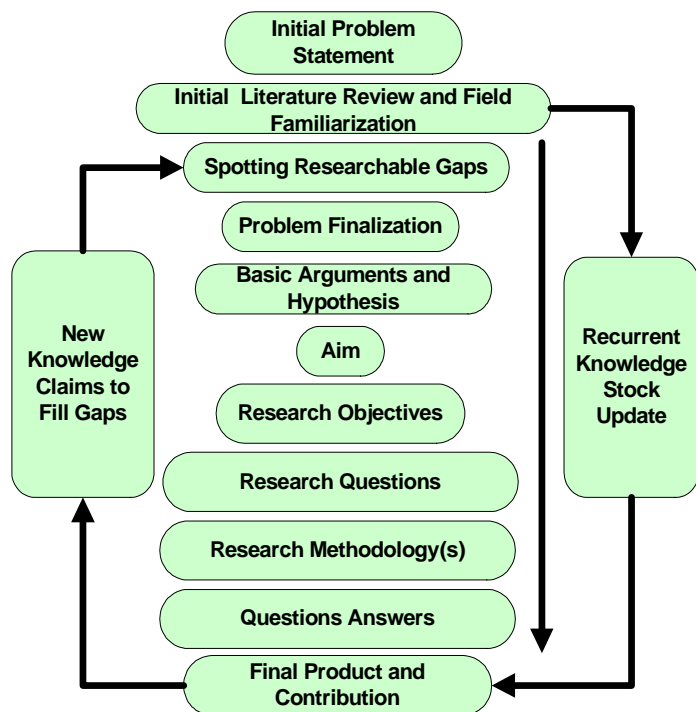 Initial Problem
Statement
Initial Literature Review and Field
Familiarization
Spotting Researchable Gaps
Problem Finalization
Basic Arguments and
Hypothesis
Aim
Research Objectives
Research Questions
Research Methodology(s)
Questions Answers
Final Product and
Contribution
New
Knowledge
Claims to
Fill Gaps
Recurrent
Knowledge
Stock
Update